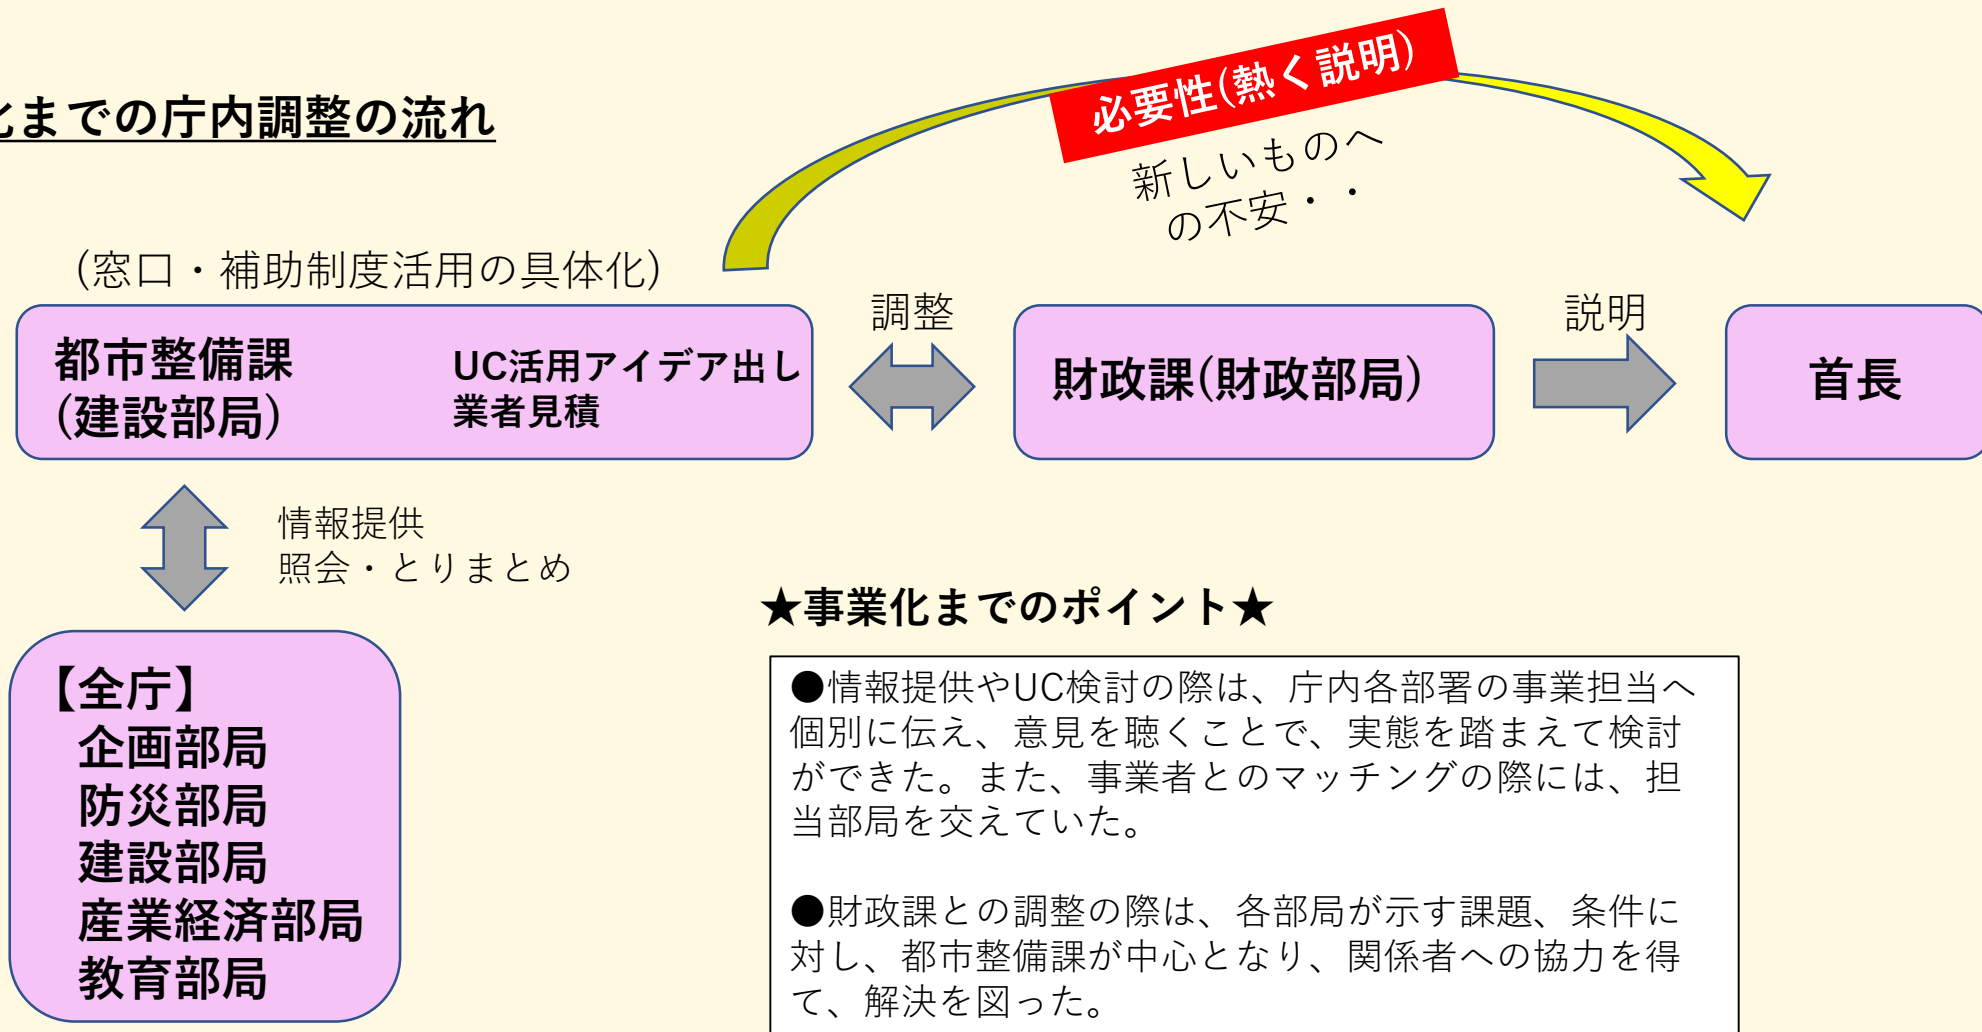 化までの庁内調整の流れ
必要性(熱く説明)
新しいものへ
の不安・・
(窓口・補助制度活用の具体化)
都市整備課
(建設部局)
UC活用アイデア出し
業者見積
調整
財政課(財政部局)
説明
首長
情報提供
照会・とりまとめ
【全庁】
企画部局
防災部局
建設部局
産業経済部局
教育部局
★事業化までのポイント★
●情報提供やUC検討の際は、庁内各部署の事業担当へ
個別に伝え、意見を聴くことで、実態を踏まえて検討
ができた。また、事業者とのマッチングの際には、担
当部局を交えていた。
●財政課との調整の際は、各部局が示す課題、条件に
対し、都市整備課が中心となり、関係者への協力を得
て、解決を図った。